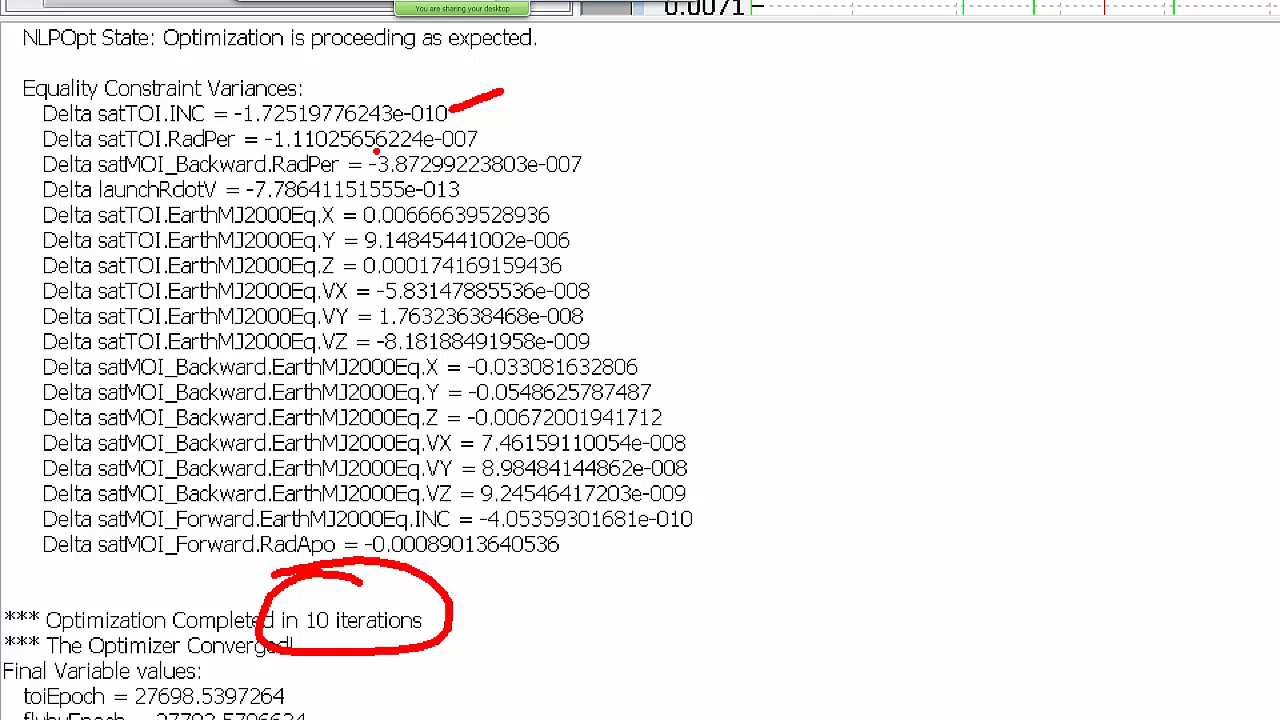 You are sharing your desktop
0.0071
NLPOpt State: Optimization is proceeding as expected.
Equality Constraint Variances:
Delta satTOI.INC = -1.72519776243e-010
Delta satTOI.RadPer = -1.11025656224e-007
Delta satMOI_Backward.RadPer = -3.87299223803e-007
Delta launchRdotV = -7.78641151555e-013
Delta satTOI.EarthMJ2000Eq.X = 0.00666639528936
Delta satTOI.EarthMJ2000Eq.Y = 9.14845441002e-006
Delta satTOI.EarthMJ2000Eq.Z = 0.000174169159436
Delta satTOI.EarthMJ2000Eq.VX = -5.83147885536e-008
Delta satTOI.EarthMJ2000Eq.VY = 1.76323638468e-008
Delta satTOI.EarthMJ2000Eq.VZ = -8.18188491958e-009
Delta satMOI_Backward.EarthMJ2000Eq.X = -0.033081632806
Delta satMOI_Backward.EarthMJ2000Eq.Y = -0.0548625787487
Delta satMOI_Backward.EarthMJ2000Eq.Z = -0.00672001941712
Delta satMOI_Backward.EarthMJ2000Eq.VX = 7.46159110054e-008
Delta satMOI_Backward.EarthMJ2000Eq.VY = 8.98484144862e-008
Delta satMOI_Backward.EarthMJ2000Eq.VZ = 9.24546417203e-009
Delta satMOI_Forward.EarthMJ2000Eq.INC = -4.05359301681e-010
Delta satMOI_Forward.RadApo = -0.00089013640536
*** Optimization Completed in 10 iterations
*** The Optimizer Converged!
Final Variable values:
toiEpoch = 27698.5397264